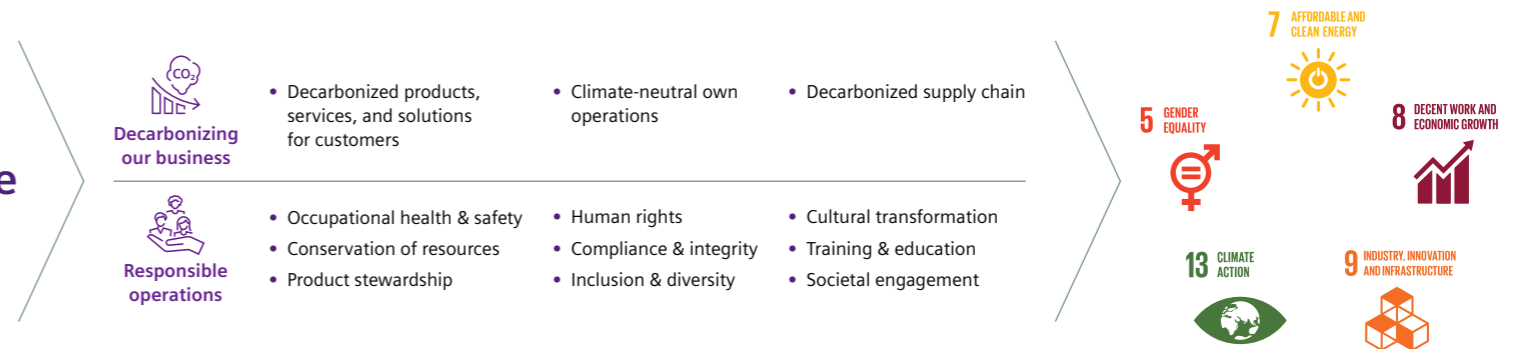 e
CO₂
Decarbonizing
our business
• Decarbonized products,
services, and solutions
for customers
• Climate-neutral own
operations
• Decarbonized supply chain
Responsible
operations
• Occupational health & safety
• Conservation of resources
• Product stewardship
• Human rights
• Compliance & integrity
• Inclusion & diversity
• Cultural transformation
• Training & education
• Societal engagement
7 AFFORDABLE AND
CLEAN ENERGY
5 GENDER
EQUALITY
8 DECENT WORK AND
ECONOMIC GROWTH
13 CLIMATE
ACTION
9 INDUSTRY, INNOVATION
AND INFRASTRUCTURE